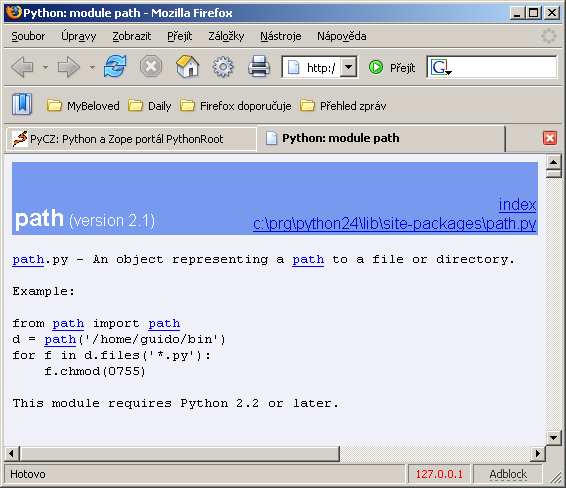 Python: module path - Mozilla Firefox
Soubor Úpravy Zobrazit Přejít Záložky Nástroje Nápověda
http:/ Přejít G
MyBeloved Daily Firefox doporučuje Přehled zpráv
PyCZ: Python a Zope portál PythonRoot Python: module path
index
path (version 2.1) c:\prg\python24\lib\site-packages\path.py
path.py - An object representing a path to a file or directory.
Example:
from path import path
d = path('/home/guido/bin')
for f in d.files('*.py'):
    f.chmod(0755)
This module requires Python 2.2 or later.
Hotovo 127.0.0.1 Adblock